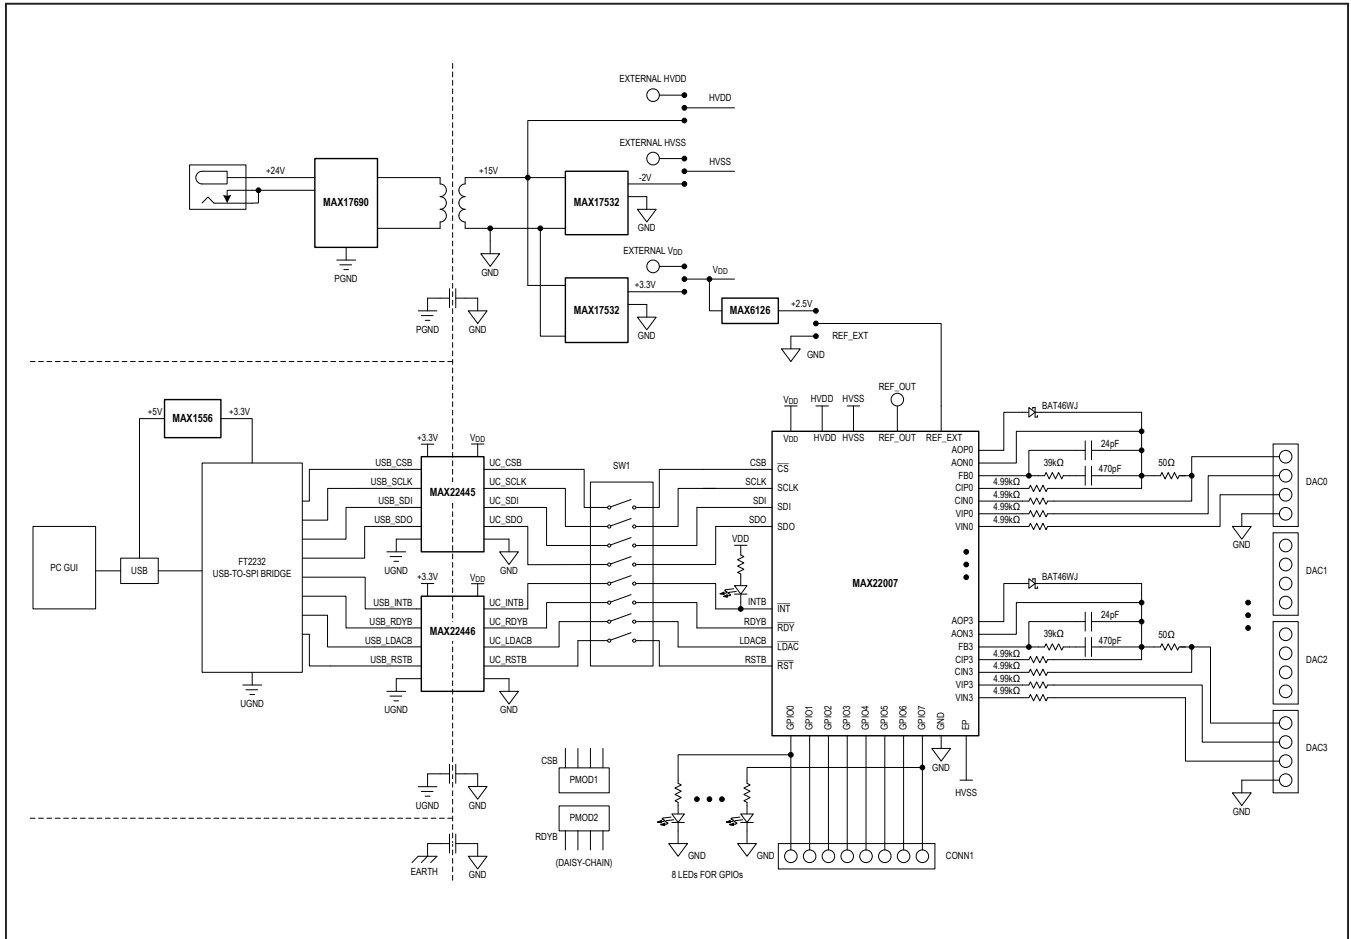 EXTERNAL HVDD
HVDD
EXTERNAL HVSS
HVSS
+24V
+15V
-2V
MAX17690
MAX17532
GND
PGND
GND
EXTERNAL VDD
VDD
+3.3V
MAX17532
GND
MAX6126
+2.5V
REF_EXT
GND
PGND
GND
+5V
MAX1556
+3.3V
REF_OUT
VDD
HVDD
HVSS
VDD
HVDD
HVSS
REF_OUT
REF_EXT
+3.3V
VDD
USB_CSB
USB_SCLK
USB_SDI
USB_SDO
MAX22445
UC_CSB
UC_SCLK
UC_SDI
UC_SDO
UGND
GND
SW1
CSB
SCLK
SDI
SDO
CS
SCLK
SDI
SDO
VDD
PC GUI
USB
FT2232
USB-TO-SPI BRIDGE
UGND
+3.3V
VDD
USB_INTB
USB_RDYB
USB_LDACB
USB_RSTB
MAX22446
UC_INTB
UC_RDYB
UC_LDACB
UC_RSTB
UGND
GND
INTB
RDYB
LDACB
RSTB
INT
RDY
LDAC
RST
MAX22007
AOP0
AON0
FB0
CIP0
CIN0
VIP0
VIN0
BAT46WJ
24pF
39kΩ
470pF
50Ω
4.99kΩ
4.99kΩ
4.99kΩ
4.99kΩ
DAC0
GND
DAC1
AOP3
AON3
FB3
CIP3
CIN3
VIP3
VIN3
BAT46WJ
24pF
39kΩ
470pF
50Ω
4.99kΩ
4.99kΩ
4.99kΩ
4.99kΩ
DAC2
DAC3
GND
GPIO0
GPIO1
GPIO2
GPIO3
GPIO4
GPIO5
GPIO6
GPIO7
GND
EP
GND
HVSS
CSB
PMOD1
PMOD2
RDYB
(DAISY-CHAIN)
UGND
GND
EARTH
GND
GND
GND
CONN1
8 LEDs FOR GPIOs